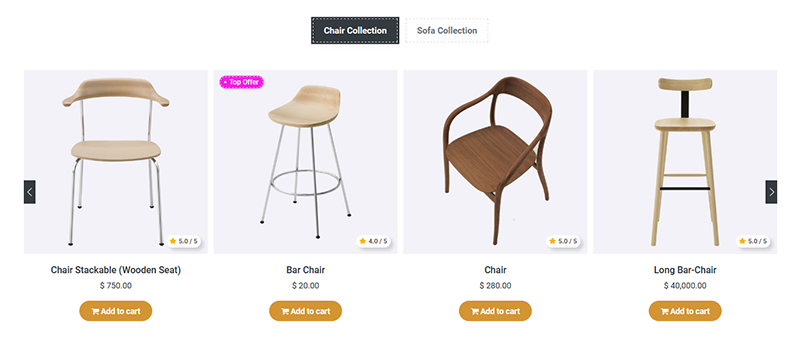 Chair Collection
Sofa Collection
• Top Offer
5.0 / 5
4.0 / 5
5.0 / 5
5.0 / 5
Chair Stackable (Wooden Seat)
Bar Chair
Chair
Long Bar-Chair
$ 750.00
$ 20.00
$ 280.00
$ 40,000.00
Add to cart
Add to cart
Add to cart
Add to cart